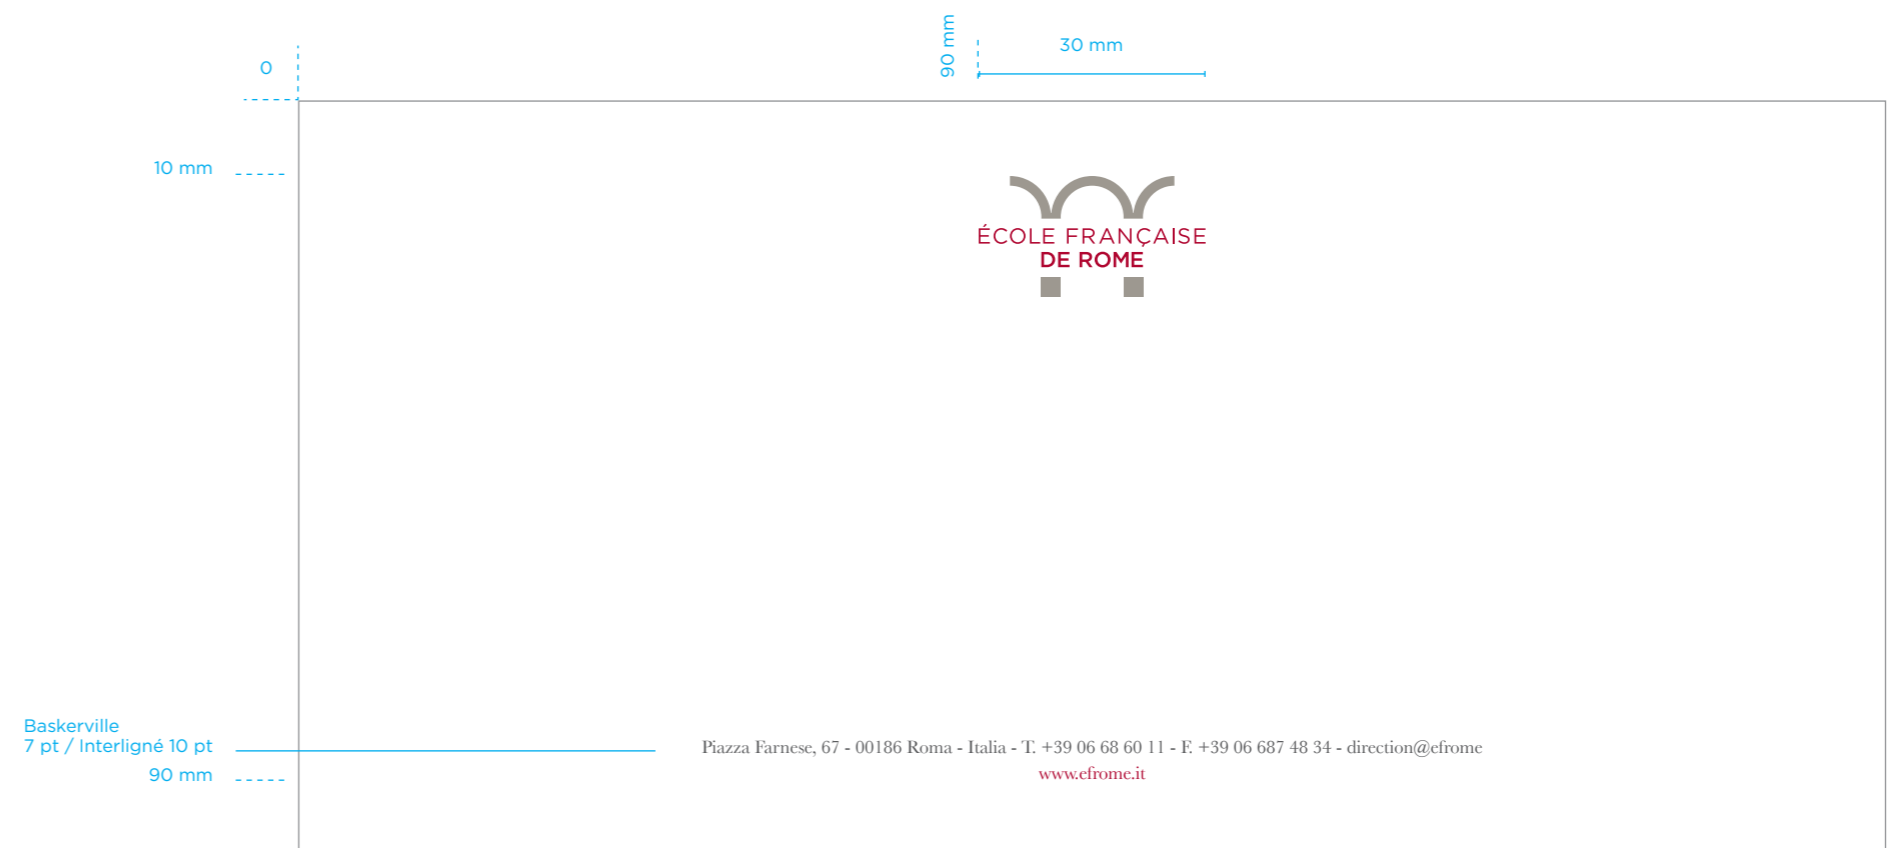 90 mm
30 mm
0
10 mm
ÉCOLE FRANÇAISE
DE ROME
Baskerville
7 pt / Interligné 10 pt
90 mm
Piazza Farnese, 67 - 00186 Roma - Italia - T. +39 06 68 60 11 - F. +39 06 687 48 34 - direction@efrome
www.efrome.it